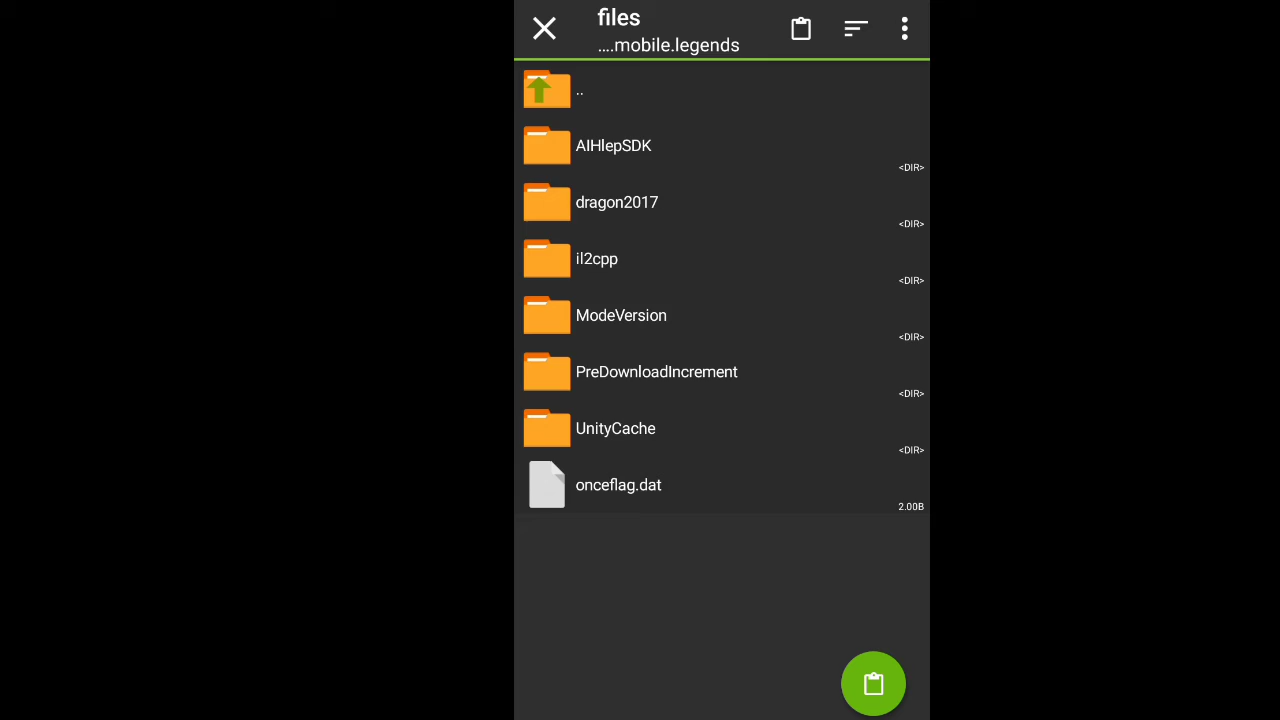 files
....mobile.legends
..
AIHlepSDK
<DIR>
dragon2017
<DIR>
il2cpp
<DIR>
ModeVersion
<DIR>
PreDownloadIncrement
<DIR>
UnityCache
<DIR>
onceflag.dat
2.00B